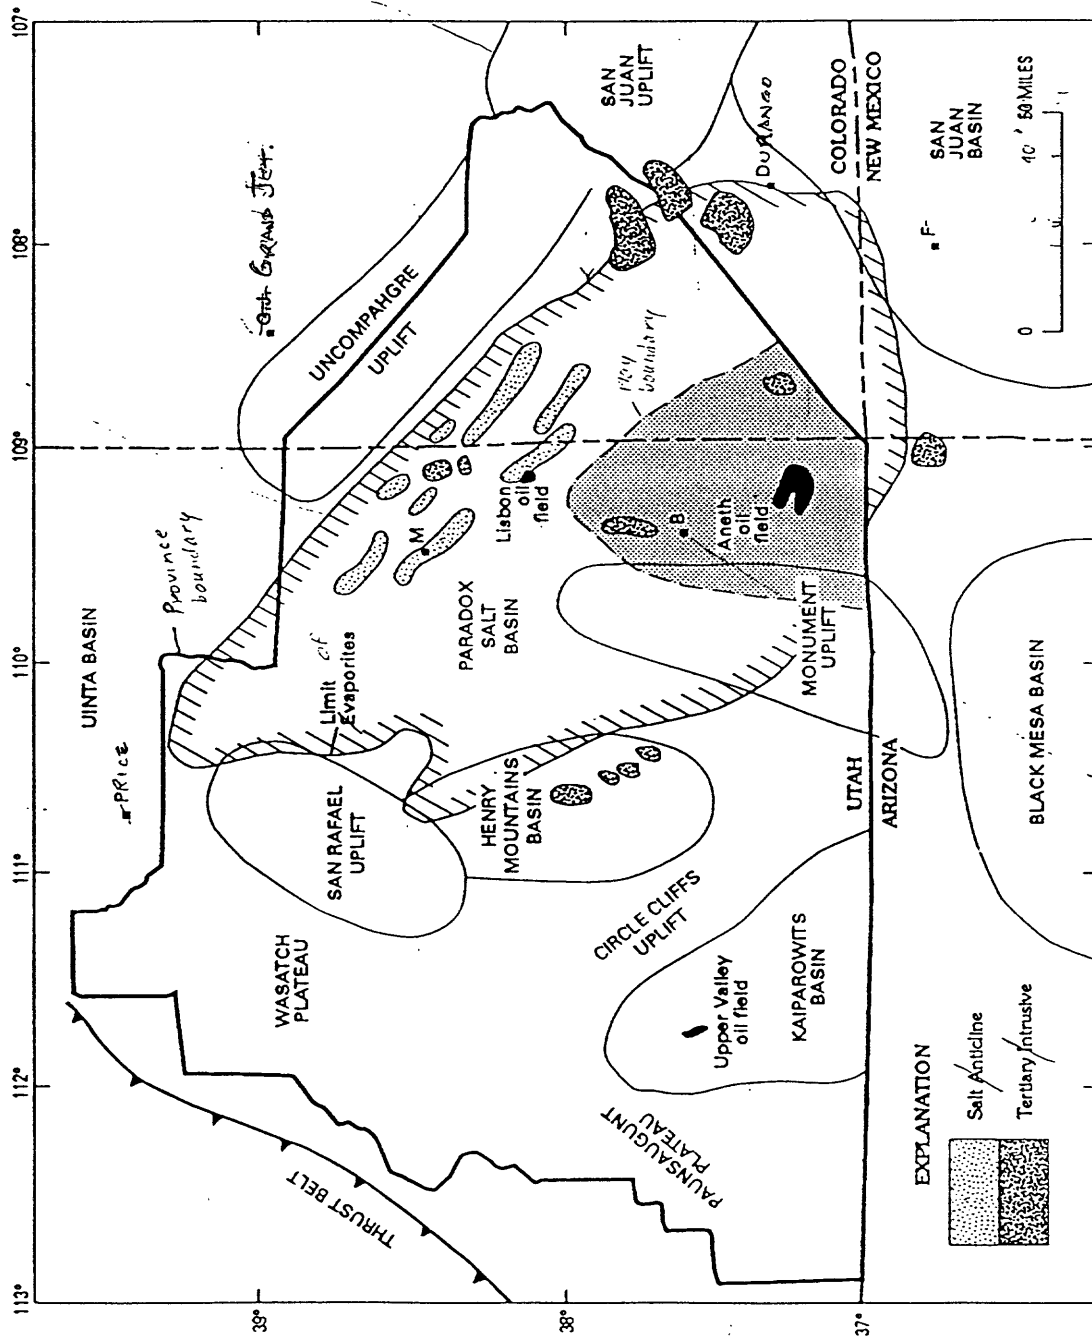 113°
112°
111°
110°
109°
108°
107°
39°
38°
37°
UINTA BASIN
PRICE
Province
boundary
GRAND Jct.
UNCOMPAHGRE
UPLIFT
SAN
JUAN
UPLIFT
THRUST BELT
WASATCH
PLATEAU
SAN RAFAEL
UPLIFT
Limit of
Evaporites
PARADOX
SALT
BASIN
M
Lisbon
oil
field
HENRY
MOUNTAINS
BASIN
Play
boundary
B
Aneth
oil
field
DURANGO
CIRCLE CLIFFS
UPLIFT
MONUMENT
UPLIFT
PAUNSAUGUNT
PLATEAU
Upper Valley
oil field
KAIPAROWITS
BASIN
UTAH
ARIZONA
COLORADO
NEW MEXICO
F
SAN
JUAN
BASIN
BLACK MESA BASIN
EXPLANATION
Salt Anticline
Tertiary Intrusive
0
10
50 MILES